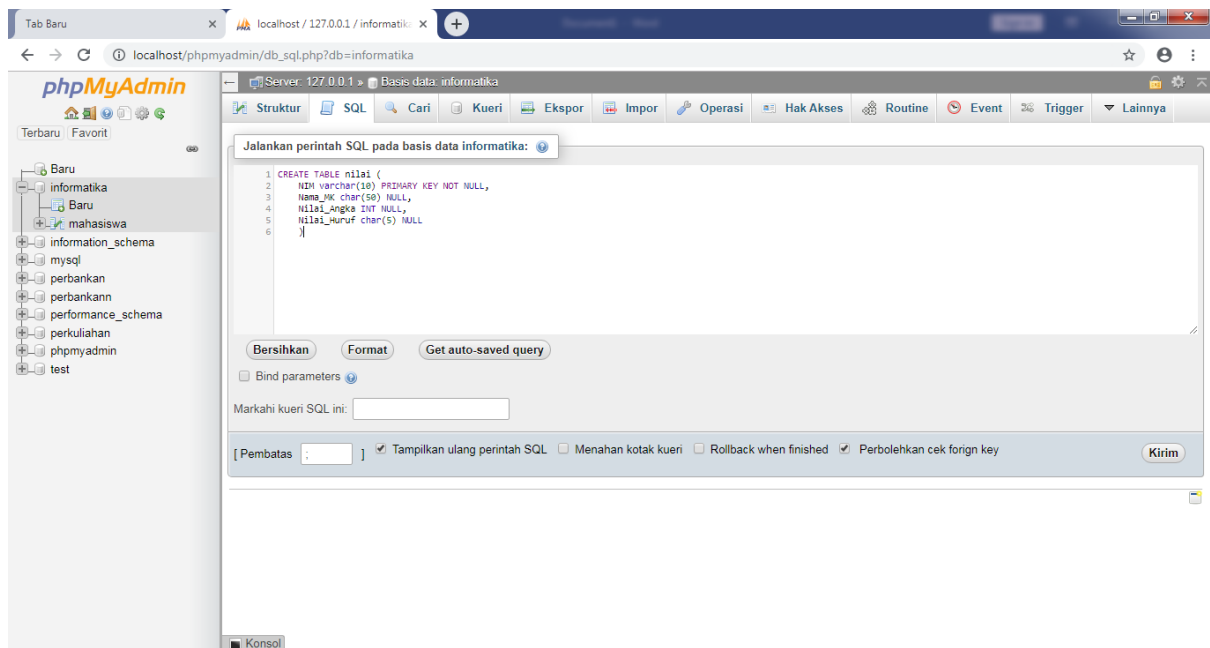 Tab Baru
localhost / 127.0.0.1 / informatik
localhost/phpmyadmin/db_sql.php?db=informatika
phpMyAdmin
Terbaru Favorit
Baru
informatika
Baru
mahasiswa
information_schema
mysql
perbankan
perbankann
performance_schema
perkuliahan
phpmyadmin
test
Server: 127.0.0.1 » Basis data: informatika
Struktur SQL Cari Kueri Ekspor Impor Operasi Hak Akses Routine Event Trigger Lainnya
Jalankan perintah SQL pada basis data informatika:
1 CREATE TABLE nilai (
2 NIM varchar(10) PRIMARY KEY NOT NULL,
3 Nama_MK char(50) NULL,
4 Nilai_Angka INT NULL,
5 Nilai_Huruf char(5) NULL
6 )
Bersihkan Format Get auto-saved query
Bind parameters
Markahi kueri SQL ini:
[ Pembatas ; ] Tampilkan ulang perintah SQL Menahan kotak kueri Rollback when finished Perbolehkan cek forign key Kirim
Konsol